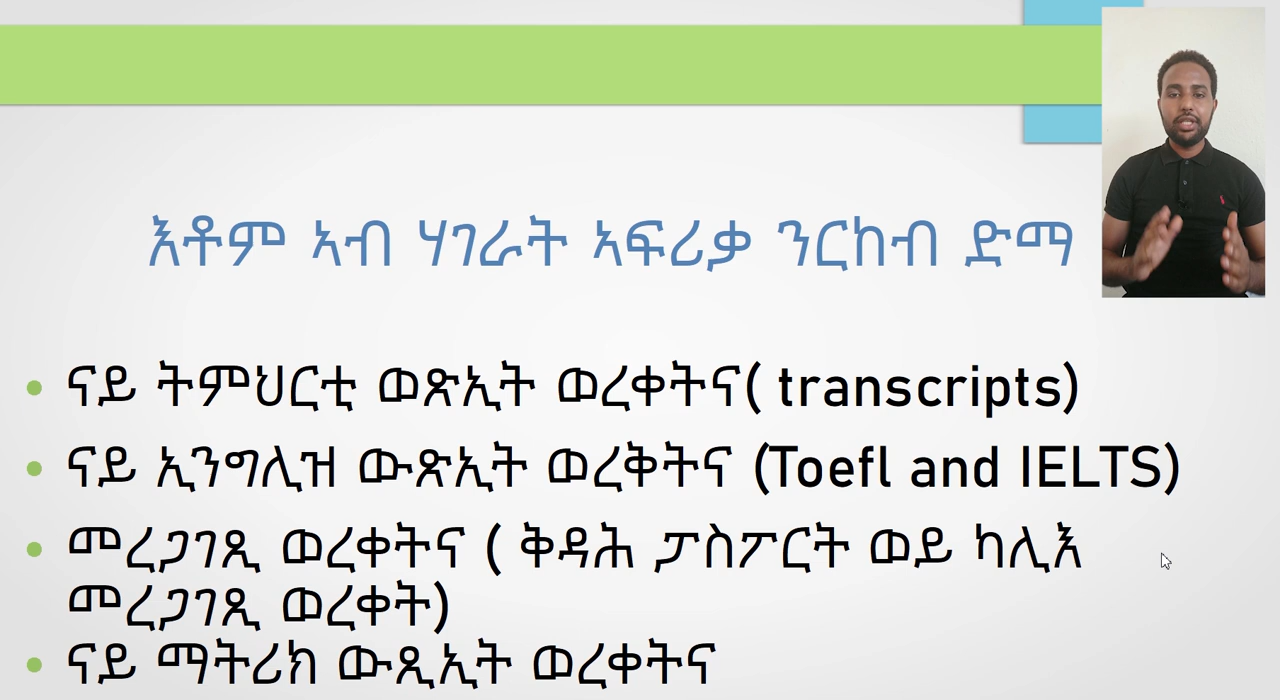 እቶም ኣብ ሃገራት ኣፍሪቃ ንርከብ ድማ
ናይ ትምህርቲ ወጽኢት ወረቀትና( transcripts)
ናይ ኢንግሊዝ ውጽኢት ወረቅትና (Toefl and IELTS)
መረጋገጺ ወረቀትና ( ቅዳሕ ፓስፖርት ወይ ካሊእ
መረጋገጺ ወረቀት)
ናይ ማትሪክ ውጺኢት ወረቀትና